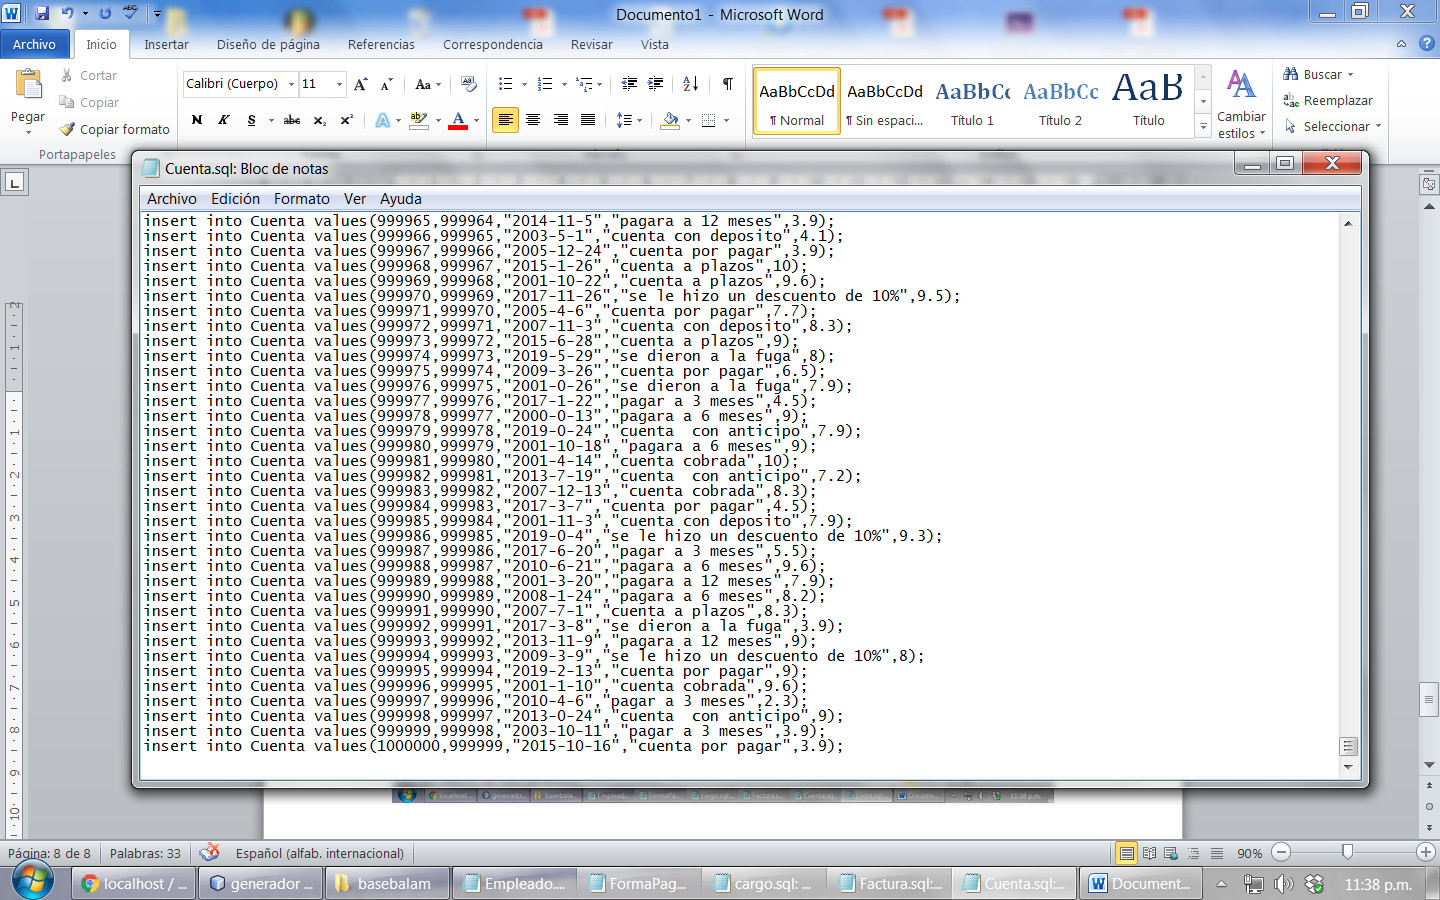 Documento1 - Microsoft Word
Archivo Inicio Insertar Diseño de página Referencias Correspondencia Revisar Vista
Pegar
Cortar
Copiar
Copiar formato
Portapapeles
Calibri (Cuerpo) 11
AaBbCcDd AaBbCcDd AaBbCc AaBbCc AaB
¶ Normal ¶ Sin espaci... Título 1 Título 2 Título
Cambiar estilos
Buscar
Reemplazar
Seleccionar
Cuenta.sql: Bloc de notas
Archivo Edición Formato Ver Ayuda
insert into Cuenta values(999965,999964,"2014-11-5","pagara a 12 meses",3.9);
insert into Cuenta values(999966,999965,"2003-5-1","cuenta con deposito",4.1);
insert into Cuenta values(999967,999966,"2005-12-24","cuenta por pagar",3.9);
insert into Cuenta values(999968,999967,"2015-1-26","cuenta a plazos",10);
insert into Cuenta values(999969,999968,"2001-10-22","cuenta a plazos",9.6);
insert into Cuenta values(999970,999969,"2017-11-26","se le hizo un descuento de 10%",9.5);
insert into Cuenta values(999971,999970,"2005-4-6","cuenta por pagar",7.7);
insert into Cuenta values(999972,999971,"2007-11-3","cuenta con deposito",8.3);
insert into Cuenta values(999973,999972,"2015-6-28","cuenta a plazos",9);
insert into Cuenta values(999974,999973,"2019-5-29","se dieron a la fuga",8);
insert into Cuenta values(999975,999974,"2009-3-26","cuenta por pagar",6.5);
insert into Cuenta values(999976,999975,"2001-0-26","se dieron a la fuga",7.9);
insert into Cuenta values(999977,999976,"2017-1-22","pagar a 3 meses",4.5);
insert into Cuenta values(999978,999977,"2000-0-13","pagara a 6 meses",9);
insert into Cuenta values(999979,999978,"2019-0-24","cuenta  con anticipo",7.9);
insert into Cuenta values(999980,999979,"2001-10-18","pagara a 6 meses",9);
insert into Cuenta values(999981,999980,"2001-4-14","cuenta cobrada",10);
insert into Cuenta values(999982,999981,"2013-7-19","cuenta  con anticipo",7.2);
insert into Cuenta values(999983,999982,"2007-12-13","cuenta cobrada",8.3);
insert into Cuenta values(999984,999983,"2017-3-7","cuenta por pagar",4.5);
insert into Cuenta values(999985,999984,"2001-11-3","cuenta con deposito",7.9);
insert into Cuenta values(999986,999985,"2019-0-4","se le hizo un descuento de 10%",9.3);
insert into Cuenta values(999987,999986,"2017-6-20","pagar a 3 meses",5.5);
insert into Cuenta values(999988,999987,"2010-6-21","pagara a 6 meses",9.6);
insert into Cuenta values(999989,999988,"2001-3-20","pagara a 12 meses",7.9);
insert into Cuenta values(999990,999989,"2008-1-24","pagara a 6 meses",8.2);
insert into Cuenta values(999991,999990,"2007-7-1","cuenta a plazos",8.3);
insert into Cuenta values(999992,999991,"2017-3-8","se dieron a la fuga",3.9);
insert into Cuenta values(999993,999992,"2013-11-9","pagara a 12 meses",9);
insert into Cuenta values(999994,999993,"2009-3-9","se le hizo un descuento de 10%",8);
insert into Cuenta values(999995,999994,"2019-2-13","cuenta por pagar",9);
insert into Cuenta values(999996,999995,"2001-1-10","cuenta cobrada",9.6);
insert into Cuenta values(999997,999996,"2010-4-6","pagar a 3 meses",2.3);
insert into Cuenta values(999998,999997,"2013-0-24","cuenta  con anticipo",9);
insert into Cuenta values(999999,999998,"2003-10-11","pagar a 3 meses",3.9);
insert into Cuenta values(1000000,999999,"2015-10-16","cuenta por pagar",3.9);
Página: 8 de 8 Palabras: 33 Español (alfab. internacional) 90%
localhost / ... generador ... basebalam Empleado.... FormaPag... cargo.sql: ... Factura.sql:... Cuenta.sql:... Document... 11:38 p.m.